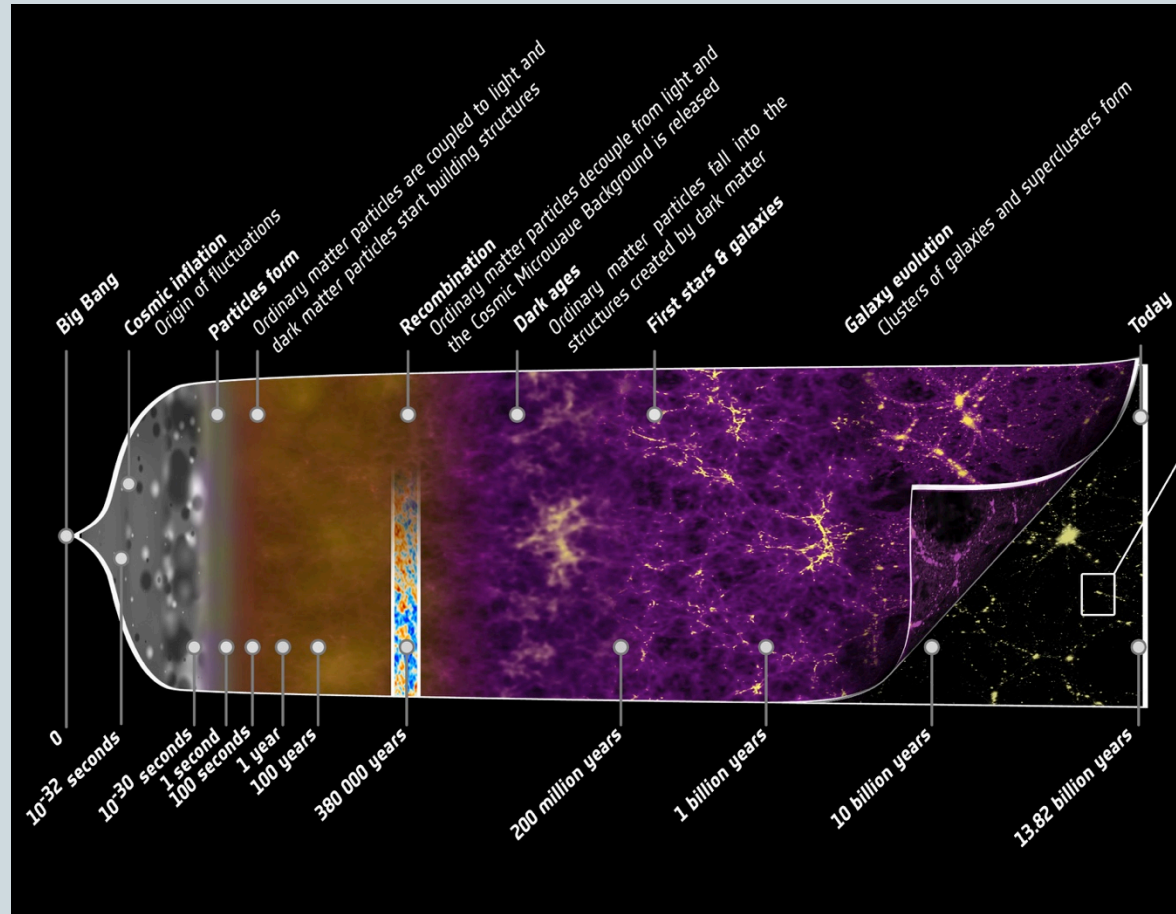 Big Bang
Cosmic inflation
Origin of fluctuations
Particles form
Ordinary matter particles are coupled to light and
dark matter particles start building structures
Recombination
Ordinary matter particles decouple from light and
the Cosmic Microwave Background is released
Dark ages
Ordinary matter particles fall into the
structures created by dark matter
First stars & galaxies
Galaxy evolution
Clusters of galaxies and superclusters form
Today
0
10⁻³² seconds
10⁻³⁰ seconds
1 second
100 seconds
1 year
100 years
380 000 years
200 million years
1 billion years
10 billion years
13.82 billion years